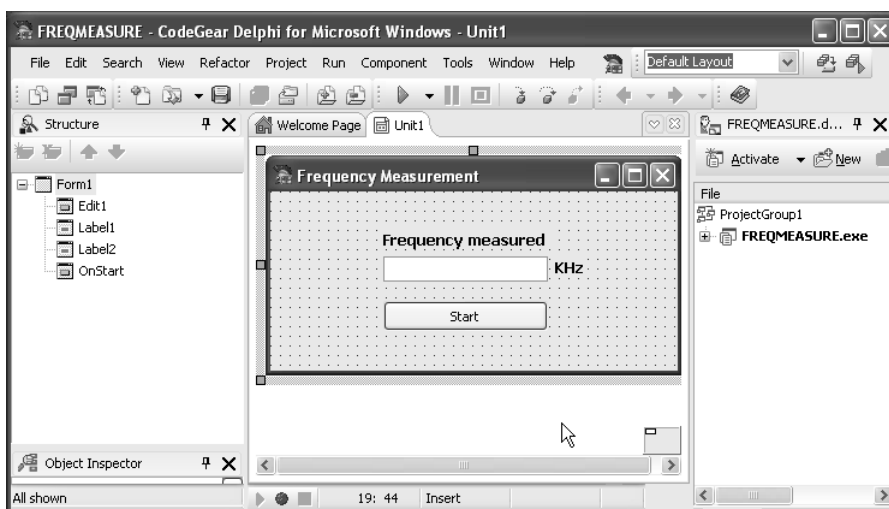 FREQMEASURE - CodeGear Delphi for Microsoft Windows - Unit1
File Edit Search View Refactor Project Run Component Tools Window Help
Default Layout
Structure
Welcome Page
Unit1
FREQMEASURE.d...
Activate
New
Form1
Edit1
Label1
Label2
OnStart
Frequency Measurement
Frequency measured
KHz
Start
File
ProjectGroup1
FREQMEASURE.exe
Object Inspector
All shown
19: 44
Insert